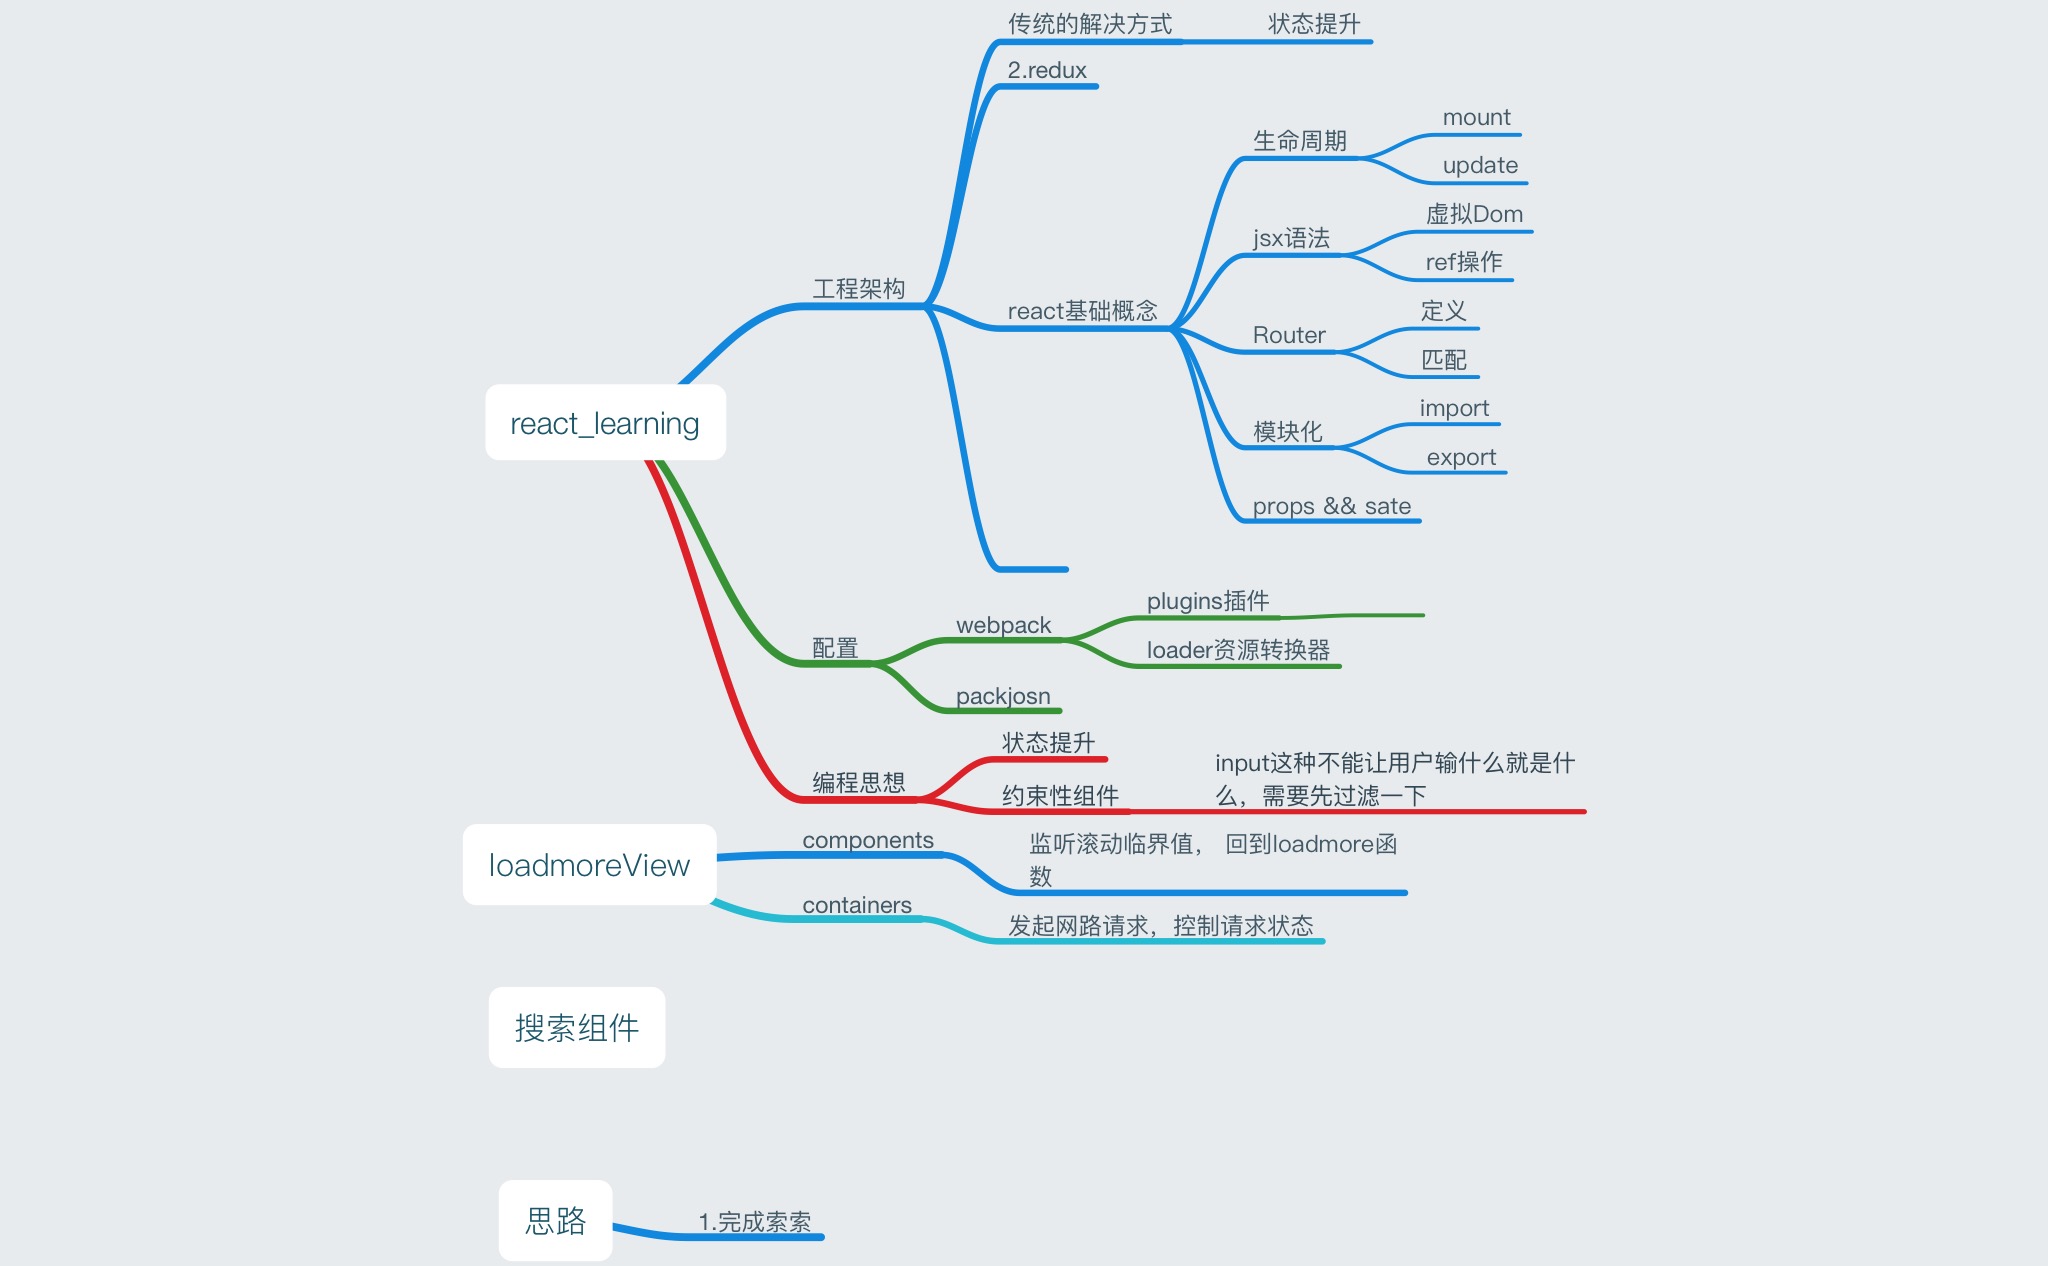 传统的解决方式
状态提升
2.redux
生命周期
mount
update
jsx语法
虚拟Dom
ref操作
工程架构
react基础概念
Router
定义
匹配
模块化
import
export
props && sate
react_learning
配置
webpack
plugins插件
loader资源转换器
packjosn
编程思想
状态提升
约束性组件
input这种不能让用户输什么就是什
么，需要先过滤一下
loadmoreView
components
监听滚动临界值， 回到loadmore函
数
containers
发起网路请求，控制请求状态
搜索组件
思路
1.完成索索